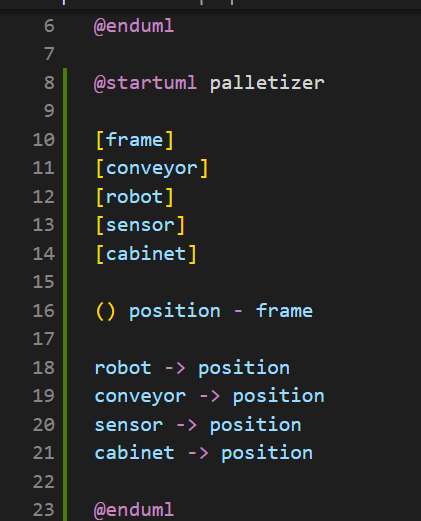 6 @enduml
7
8 @startuml palletizer
9
10 [frame]
11 [conveyor]
12 [robot]
13 [sensor]
14 [cabinet]
15
16 () position - frame
17
18 robot -> position
19 conveyor -> position
20 sensor -> position
21 cabinet -> position
22
23 @enduml